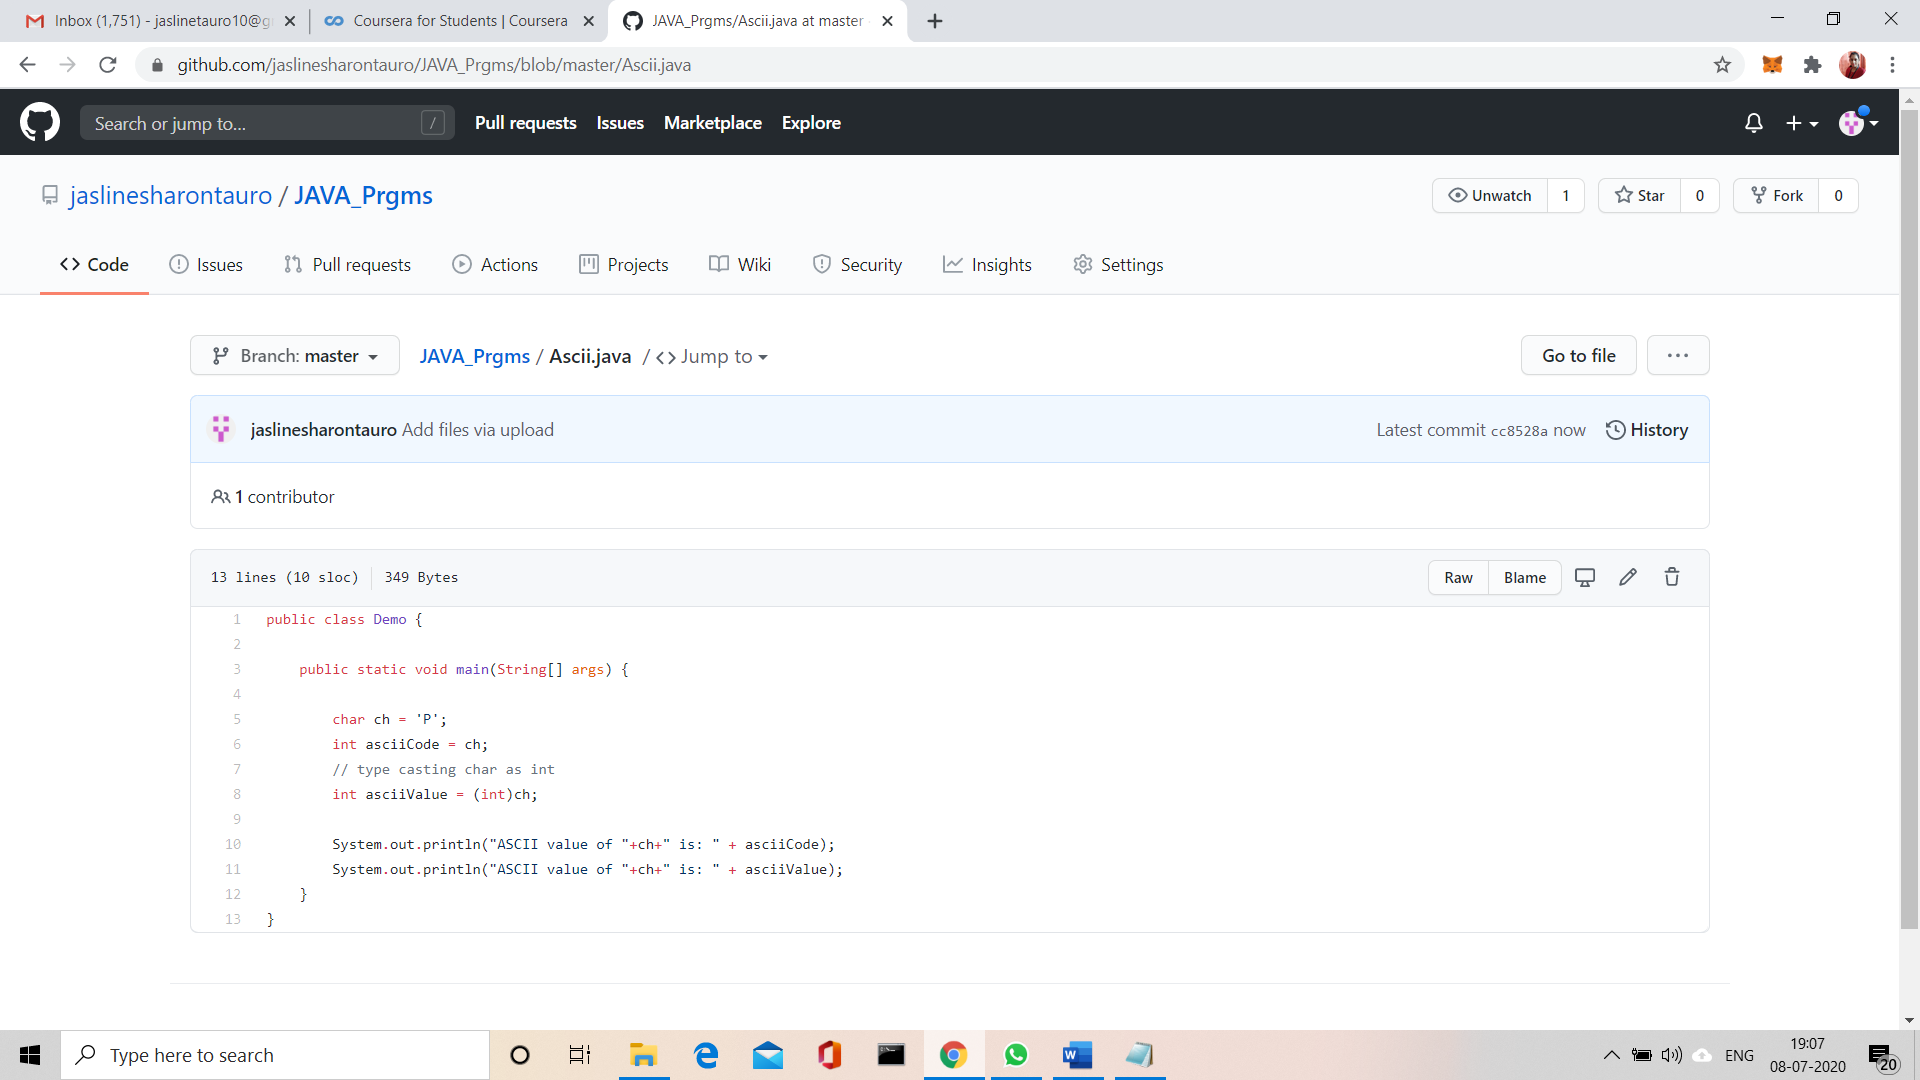 Inbox (1,751) - jaslinetauro10@g
Coursera for Students | Coursera
JAVA_Prgms/Ascii.java at master
github.com/jaslinesharontauro/JAVA_Prgms/blob/master/Ascii.java
Search or jump to... /
Pull requests Issues Marketplace Explore
jaslinesharontauro / JAVA_Prgms
Unwatch 1 Star 0 Fork 0
Code Issues Pull requests Actions Projects Wiki Security Insights Settings
Branch: master JAVA_Prgms / Ascii.java / <> Jump to
Go to file ...
jaslinesharontauro Add files via upload
Latest commit cc8528a now History
1 contributor
13 lines (10 sloc) 349 Bytes
Raw Blame
1 public class Demo {
2
3     public static void main(String[] args) {
4
5         char ch = 'P';
6         int asciiCode = ch;
7         // type casting char as int
8         int asciiValue = (int)ch;
9
10         System.out.println("ASCII value of "+ch+" is: " + asciiCode);
11         System.out.println("ASCII value of "+ch+" is: " + asciiValue);
12     }
13 }
Type here to search
ENG
19:07
08-07-2020
20